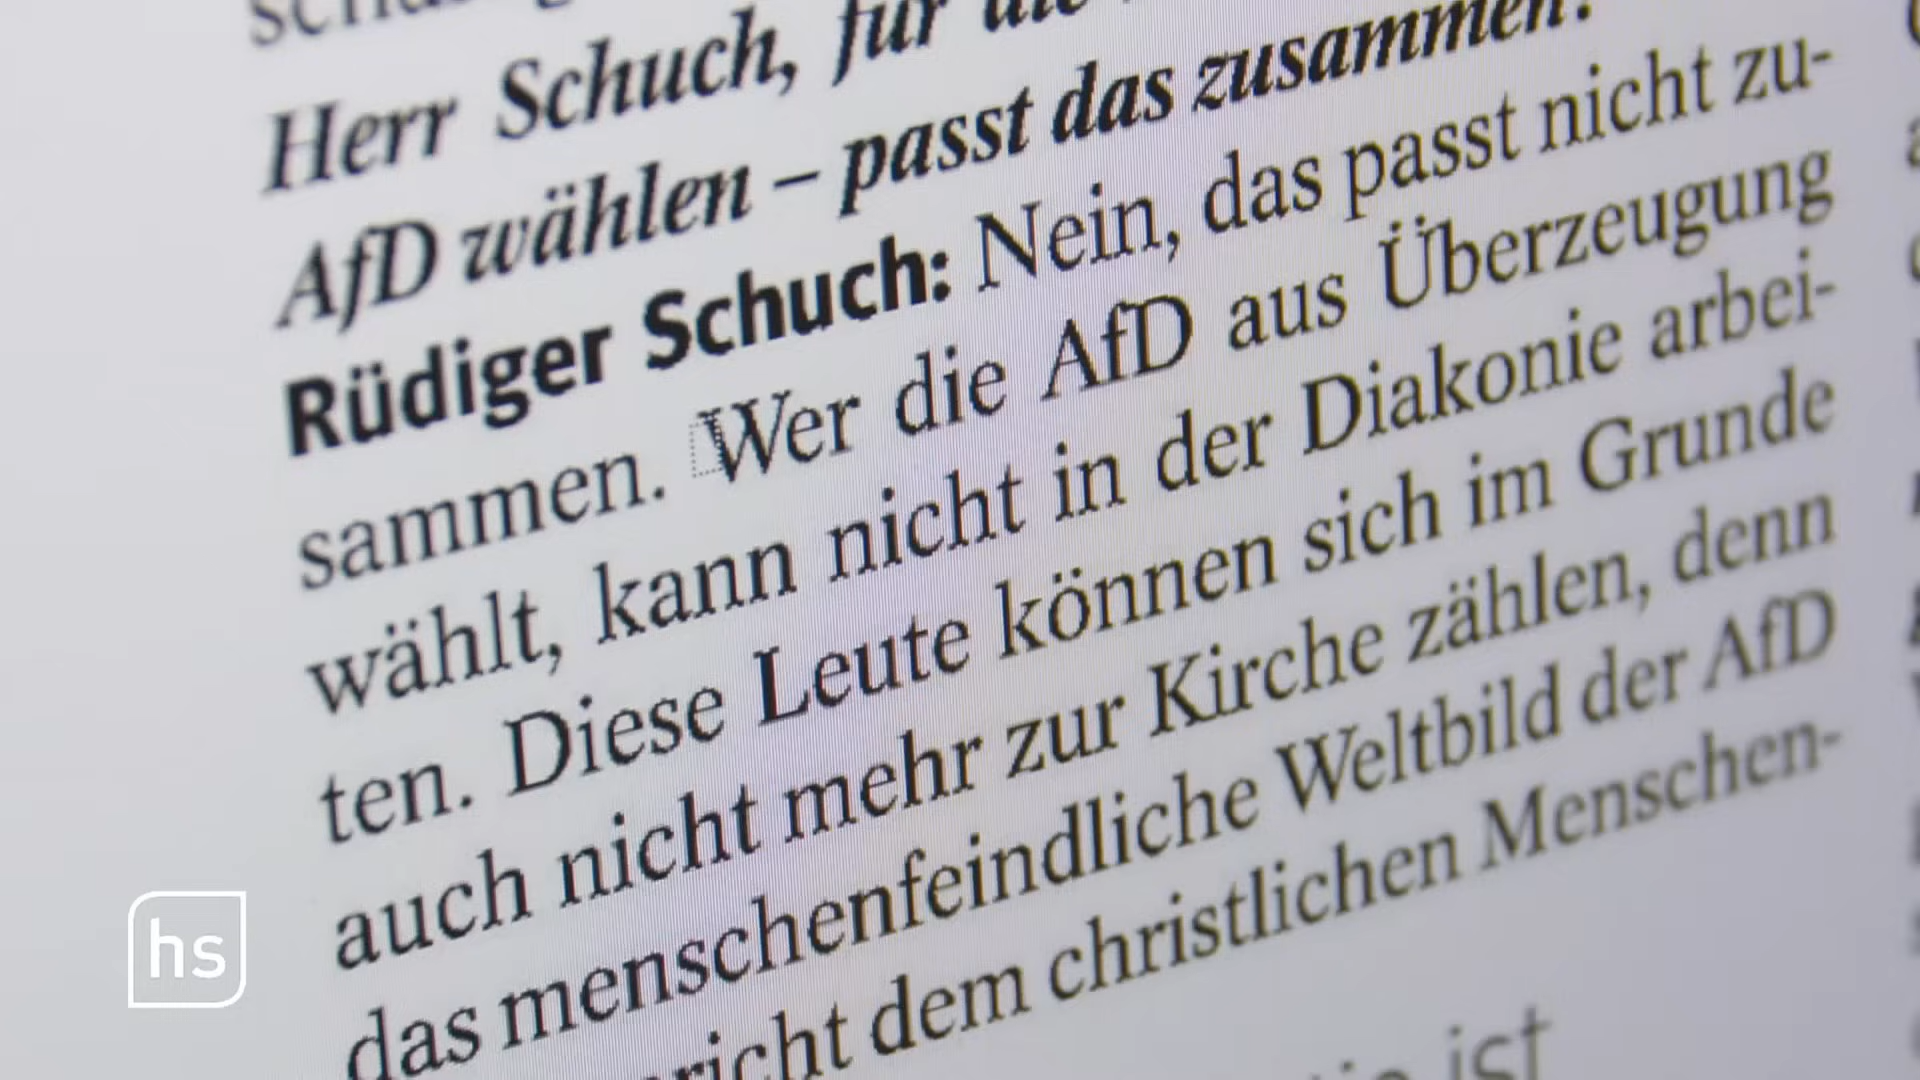 Herr Schuch, für die
AfD wählen – passt das zusammen?
Rüdiger Schuch: Nein, das passt nicht zu-
sammen. Wer die AfD aus Überzeugung
wählt, kann nicht in der Diakonie arbei-
ten. Diese Leute können sich im Grunde
auch nicht mehr zur Kirche zählen, denn
das menschenfeindliche Weltbild der AfD
dem christlichen Menschen-
ist
hs